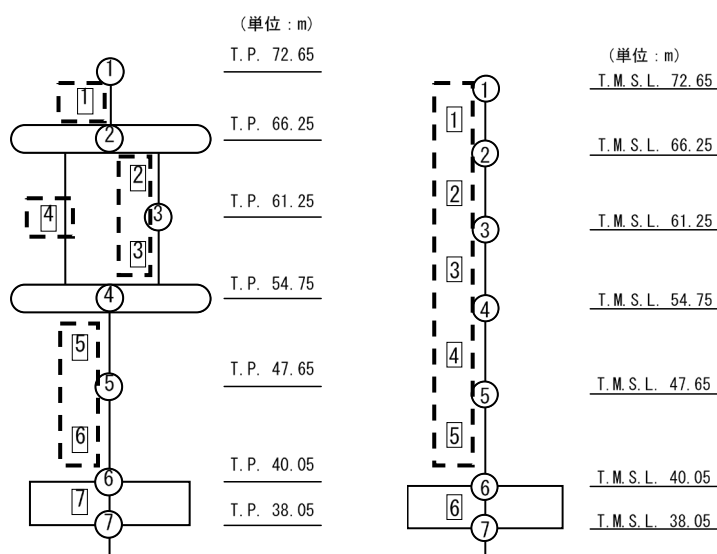 (単位:m)
① T.P. 72.65
1
② T.P. 66.25
2
4 ③ T.P. 61.25
3
④ T.P. 54.75
5
⑤ T.P. 47.65
6
⑥ T.P. 40.05
7
⑦ T.P. 38.05
(単位:m)
① T.M.S.L. 72.65
1
② T.M.S.L. 66.25
2
③ T.M.S.L. 61.25
3
④ T.M.S.L. 54.75
4
⑤ T.M.S.L. 47.65
5
⑥ T.M.S.L. 40.05
6
⑦ T.M.S.L. 38.05